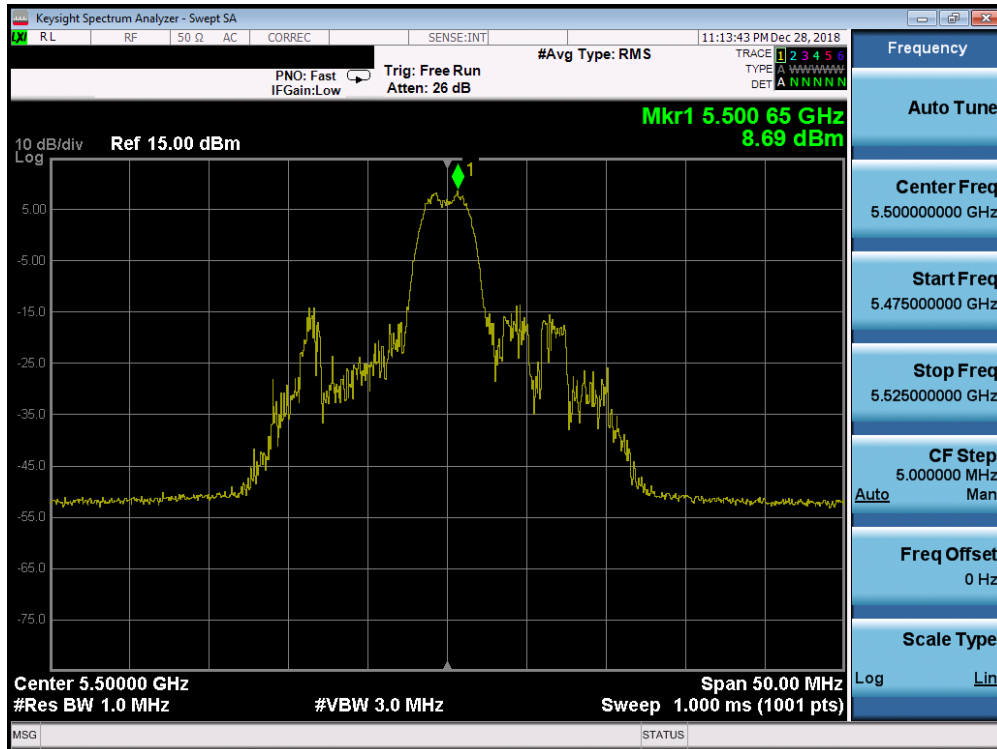 Keysight Spectrum Analyzer - Swept SA
LXI RL RF 50 Ω AC CORREC SENSE:INT 11:13:43 PM Dec 28, 2018
#Avg Type: RMS
TRACE 1 2 3 4 5 6
TYPE A WWWWW
DET A N N N N N
PNO: Fast
IFGain:Low
Trig: Free Run
Atten: 26 dB
Mkr1 5.500 65 GHz
8.69 dBm
10 dB/div Ref 15.00 dBm
Log
1
5.00
-5.00
-15.0
-25.0
-35.0
-45.0
-55.0
-65.0
-75.0
Center 5.50000 GHz Span 50.00 MHz
#Res BW 1.0 MHz #VBW 3.0 MHz Sweep 1.000 ms (1001 pts)
MSG STATUS
Frequency
Auto Tune
Center Freq
5.500000000 GHz
Start Freq
5.475000000 GHz
Stop Freq
5.525000000 GHz
CF Step
5.000000 MHz
Auto Man
Freq Offset
0 Hz
Scale Type
Log Lin